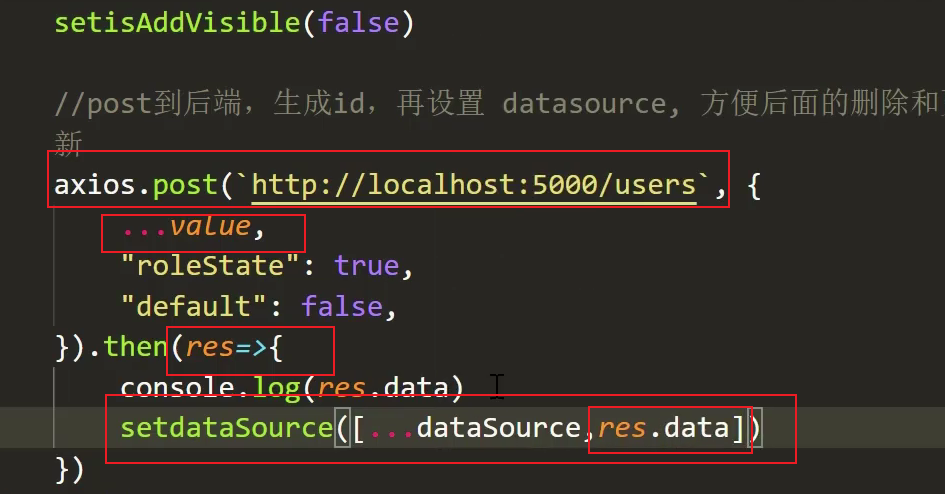 setisAddVisible(false)
//post到后端，生成id，再设置 datasource, 方便后面的删除和
新
axios.post(`http://localhost:5000/users`, {
...value,
"roleState": true,
"default": false,
}).then(res=>{
console.log(res.data)
setdataSource([...dataSource,res.data])
})